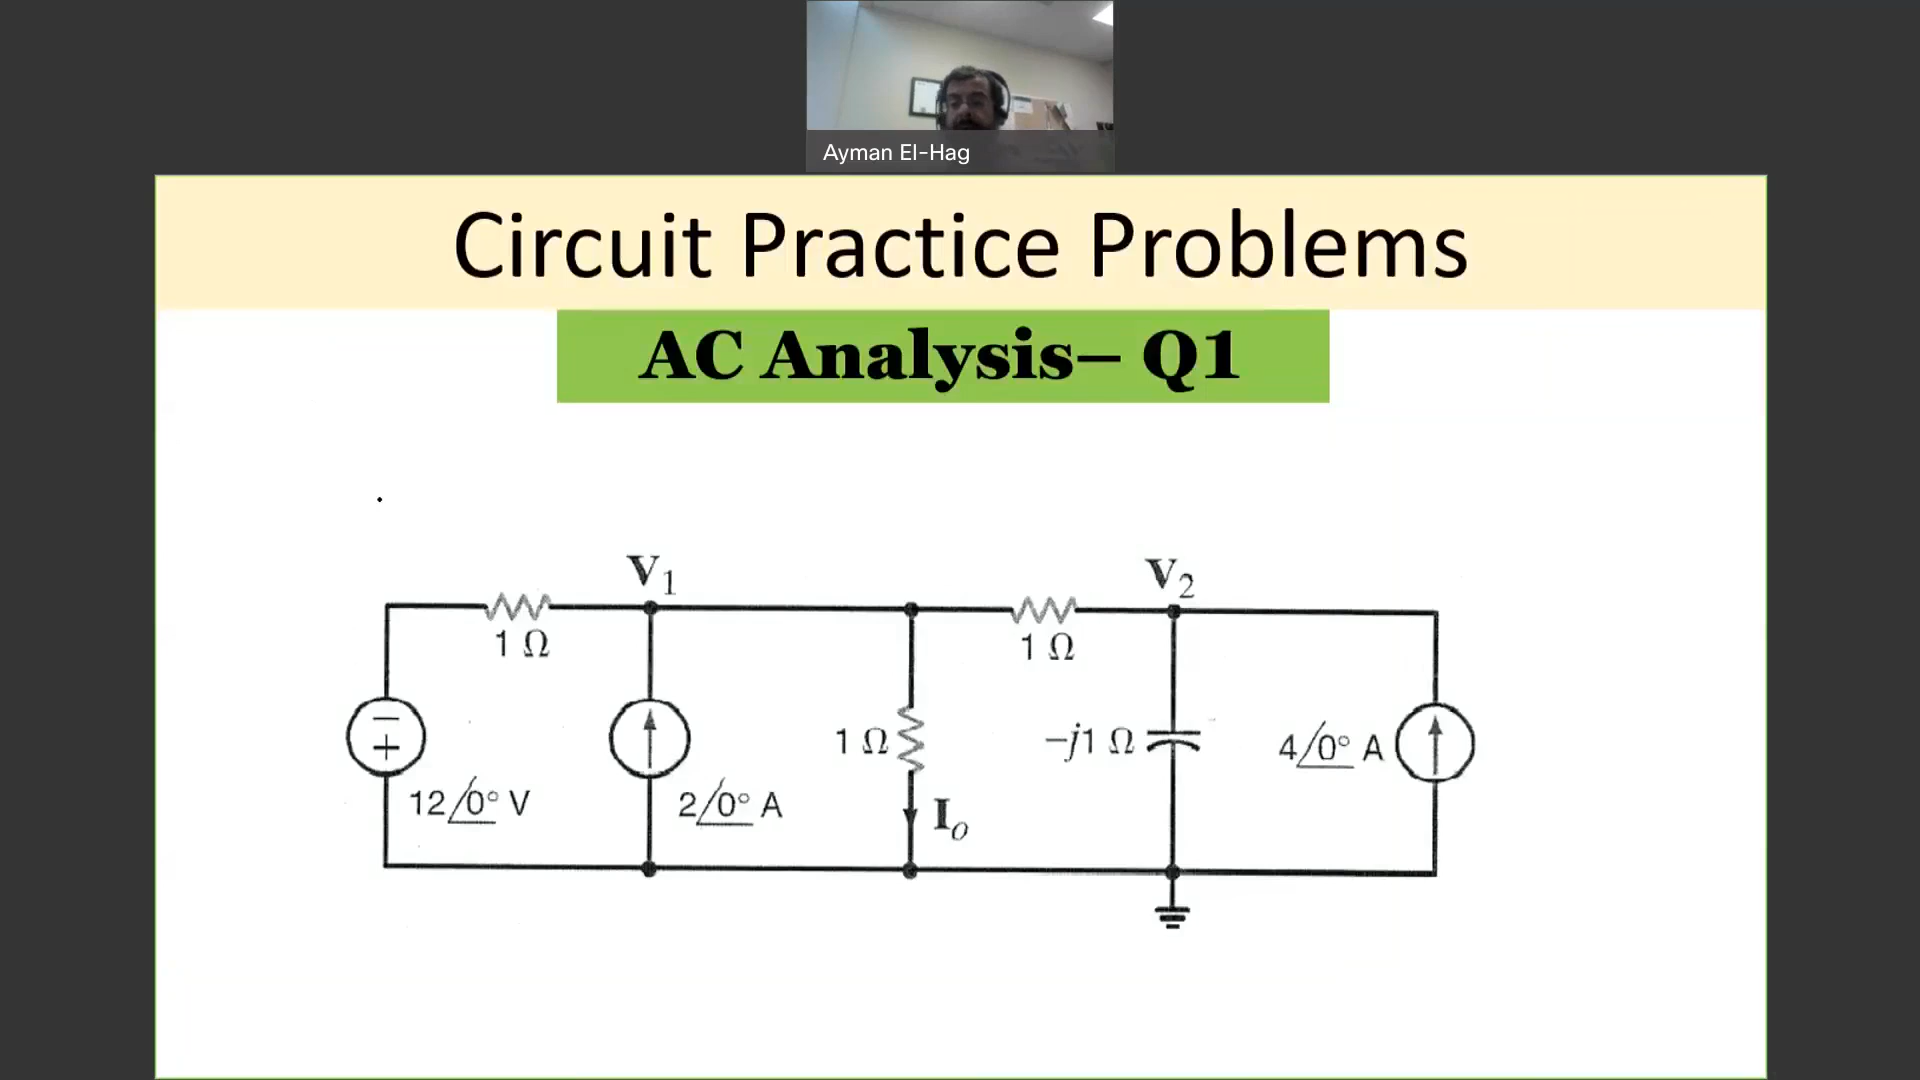 Ayman El-Hag
Circuit Practice Problems
AC Analysis– Q1
V₁
V₂
1 Ω
1 Ω
−
+
12/0° V
2/0° A
1 Ω
I₀
−j1 Ω
4/0° A